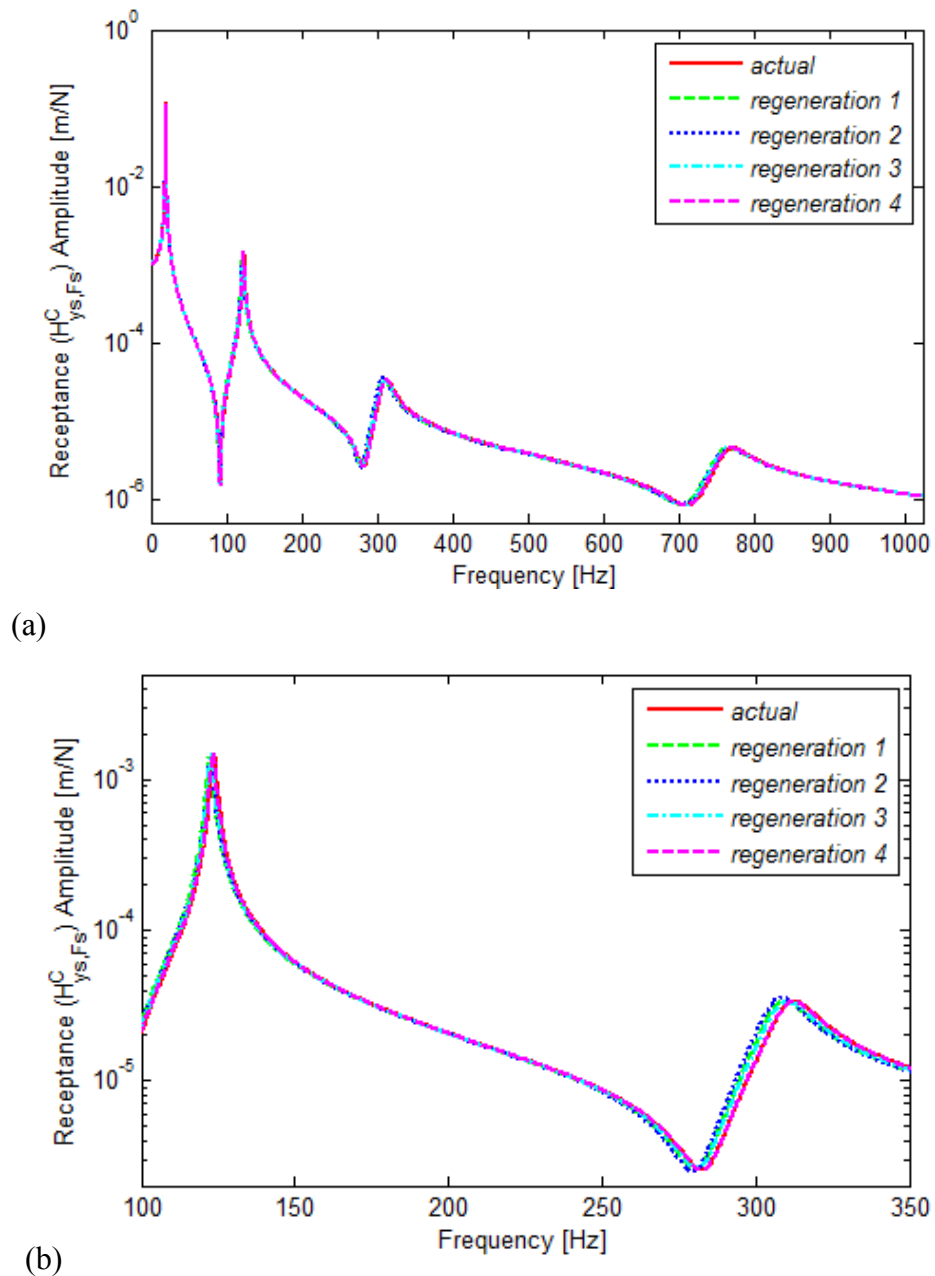 10^0
10^-2
10^-4
10^-6
Receptance (H^C_ys,Fs) Amplitude [m/N]
actual
regeneration 1
regeneration 2
regeneration 3
regeneration 4
0 100 200 300 400 500 600 700 800 900 1000
Frequency [Hz]
(a)
10^-3
10^-4
10^-5
Receptance (H^C_ys,Fs) Amplitude [m/N]
actual
regeneration 1
regeneration 2
regeneration 3
regeneration 4
100 150 200 250 300 350
Frequency [Hz]
(b)